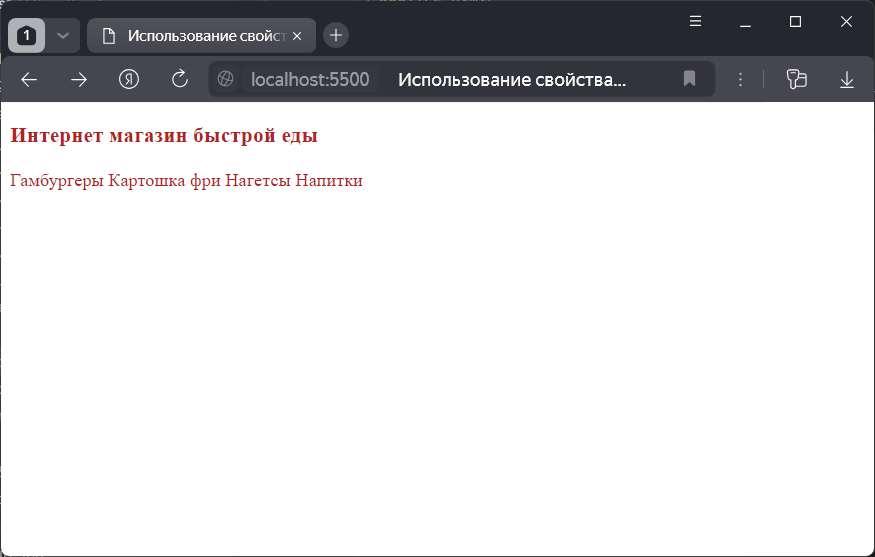 1
Использование свойст
Я
localhost:5500 Использование свойства...
Интернет магазин быстрой еды
Гамбургеры Картошка фри Нагетсы Напитки